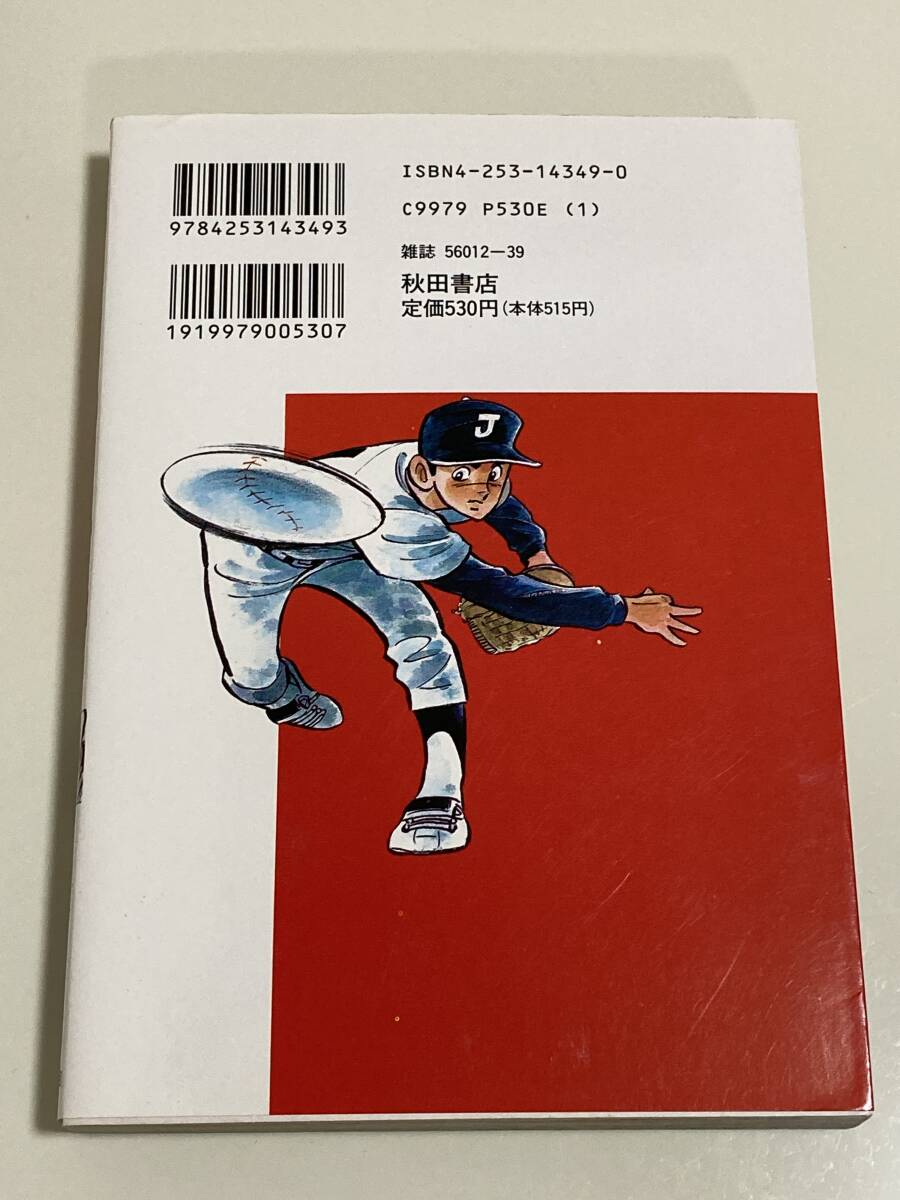 ISBN4-253-14349-0
9784253143493
C9979 P530E (1)
雑誌 56012-39
秋田書店
定価530円(本体515円)
1919979005307
J